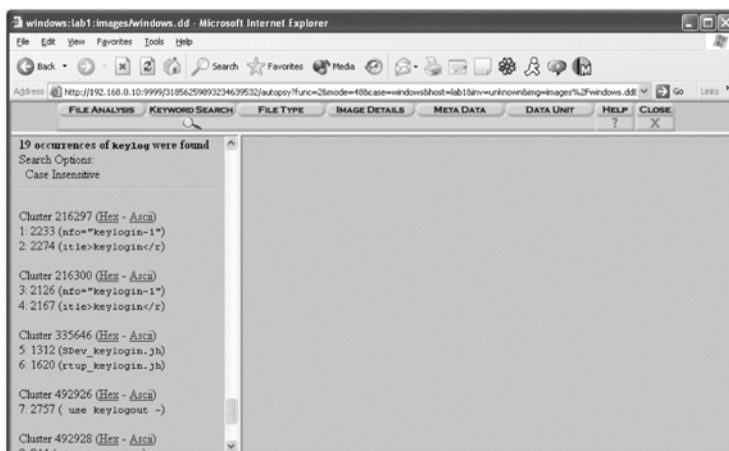 windows:lab1:images/windows.dd - Microsoft Internet Explorer
File Edit View Favorites Tools Help
Back Search Favorites Media
Address http://192.168.0.10:9999/31856259893234639532/autopsy?func=2&mode=4&case=windows&host=lab1&inv=unknown&img=images%2Fwindows.dd& Go Links »
FILE ANALYSIS KEYWORD SEARCH FILE TYPE IMAGE DETAILS META DATA DATA UNIT HELP CLOSE
? X
19 occurrences of keylog were found
Search Options:
Case Insensitive
Cluster 216297 (Hex - Ascii)
1: 2233 (nfo="keylogin-1")
2: 2274 (itle>keylogin</r)
Cluster 216300 (Hex - Ascii)
3: 2126 (nfo="keylogin-1")
4: 2167 (itle>keylogin</r)
Cluster 335646 (Hex - Ascii)
5: 1312 (SDev_keylogin.jh)
6: 1620 (rtup_keylogin.jh)
Cluster 492926 (Hex - Ascii)
7: 2757 ( use keylogout -)
Cluster 492928 (Hex - Ascii)